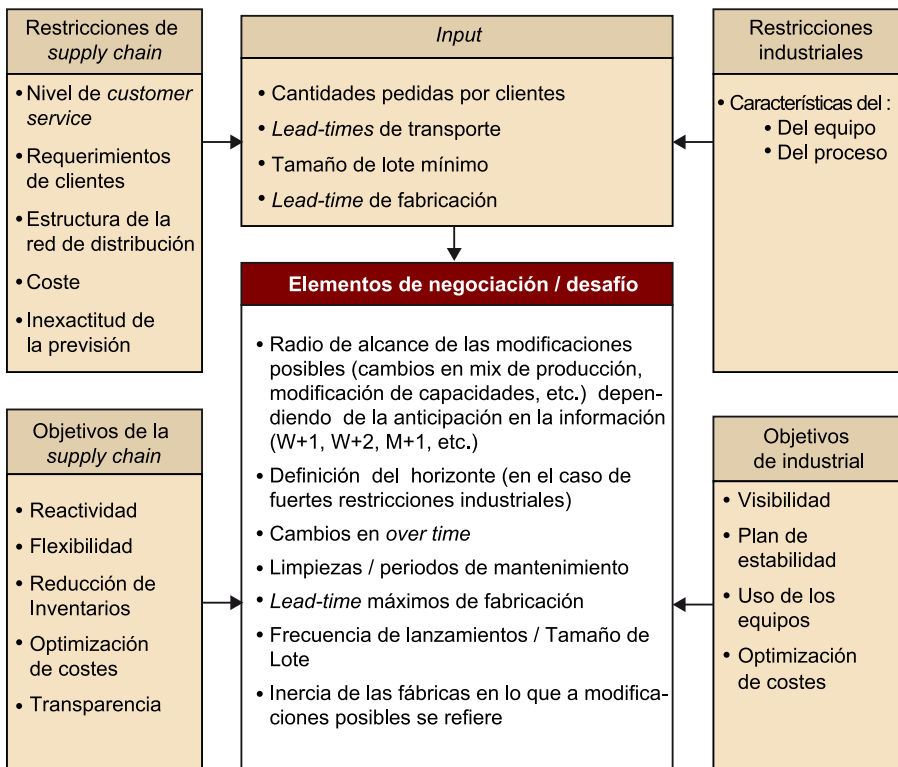 Restricciones de
supply chain
• Nivel de customer
service
• Requerimientos
de clientes
• Estructura de la
red de distribución
• Coste
• Inexactitud de
la previsión
Input
• Cantidades pedidas por clientes
• Lead-times de transporte
• Tamaño de lote mínimo
• Lead-time de fabricación
Restricciones
industriales
• Características del :
• Del equipo
• Del proceso
Elementos de negociación / desafío
• Radio de alcance de las modificaciones
posibles (cambios en mix de producción,
modificación de capacidades, etc.) depen-
diendo de la anticipación en la información
(W+1, W+2, M+1, etc.)
• Definición del horizonte (en el caso de
fuertes restricciones industriales)
• Cambios en over time
• Limpiezas / periodos de mantenimiento
• Lead-time máximos de fabricación
• Frecuencia de lanzamientos / Tamaño de
Lote
• Inercia de las fábricas en lo que a modifica-
ciones posibles se refiere
Objetivos de la
supply chain
• Reactividad
• Flexibilidad
• Reducción de
Inventarios
• Optimización
de costes
• Transparencia
Objetivos
de industrial
• Visibilidad
• Plan de
estabilidad
• Uso de los
equipos
• Optimización
de costes